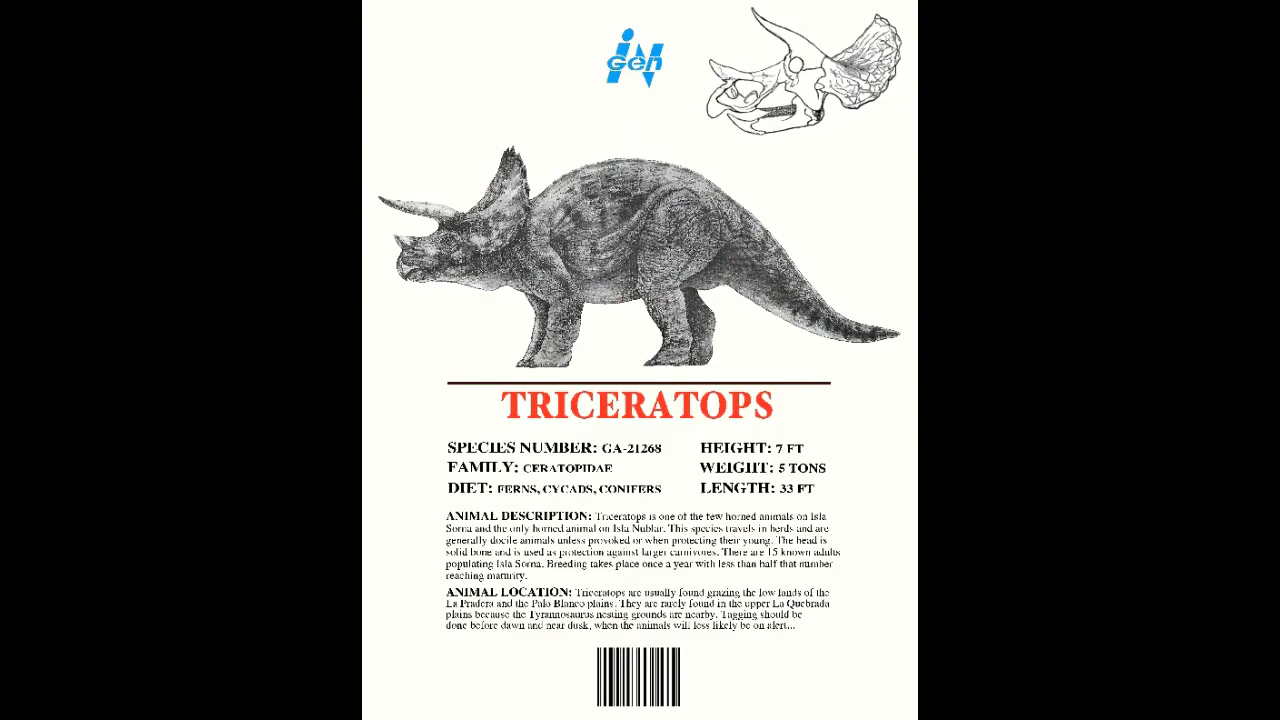 inGen
TRICERATOPS
SPECIES NUMBER: GA-21268
FAMILY: CERATOPIDAE
DIET: FERNS, CYCADS, CONIFERS
HEIGHT: 7 FT
WEIGHT: 5 TONS
LENGTH: 33 FT
ANIMAL DESCRIPTION: Triceratops is one of the few horned animals on Isla
Sorna and the only horned animal on Isla Nublar. This species travels in herds and are
generally docile animals unless provoked or when protecting their young. The head is
solid bone and is used as protection against larger carnivores. There are 15 known adults
populating Isla Sorna. Breeding takes place once a year with less than half that number
reaching maturity.
ANIMAL LOCATION: Triceratops are usually found grazing the low lands of the
La Pradera and the Palo Blanco plains. They are rarely found in the upper La Quebrada
plains because the Tyrannosaurus nesting grounds are nearby. Tagging should be
done before dawn and near dusk, when the animals will less likely be on alert...